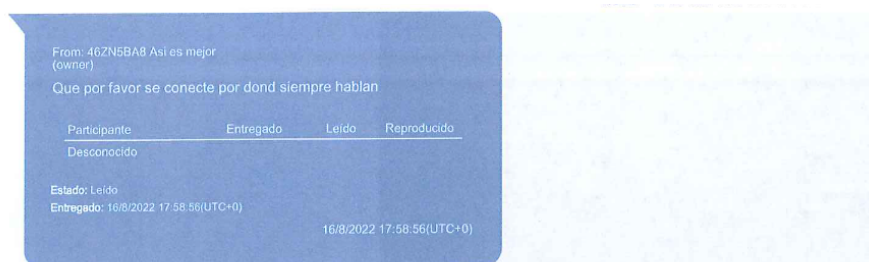 From: 46ZN5BA8 Asi es mejor
(owner)
Que por favor se conecte por dond siempre hablan
Participante Entregado Leído Reproducido
Desconocido
Estado: Leído
Entregado: 16/8/2022 17:58:56(UTC+0)
16/8/2022 17:58:56(UTC+0)